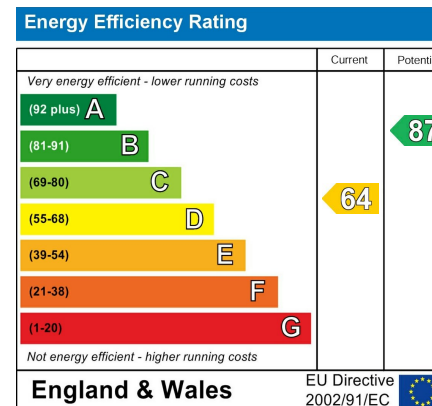 Energy Efficiency Rating
Current Potenti
Very energy efficient - lower running costs
(92 plus) A
(81-91) B
87
(69-80) C
64
(55-68) D
(39-54) E
(21-38) F
(1-20) G
Not energy efficient - higher running costs
England & Wales
EU Directive
2002/91/EC